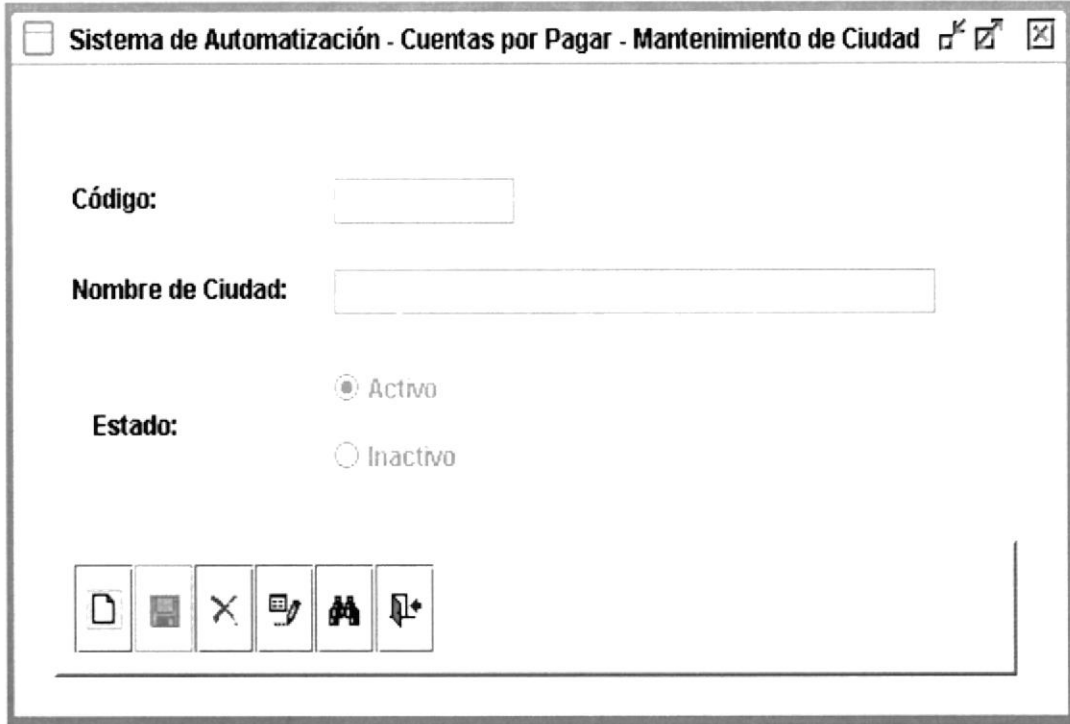 Sistema de Automatización - Cuentas por Pagar - Mantenimiento de Ciudad
Código:
Nombre de Ciudad:
Activo
Estado:
Inactivo